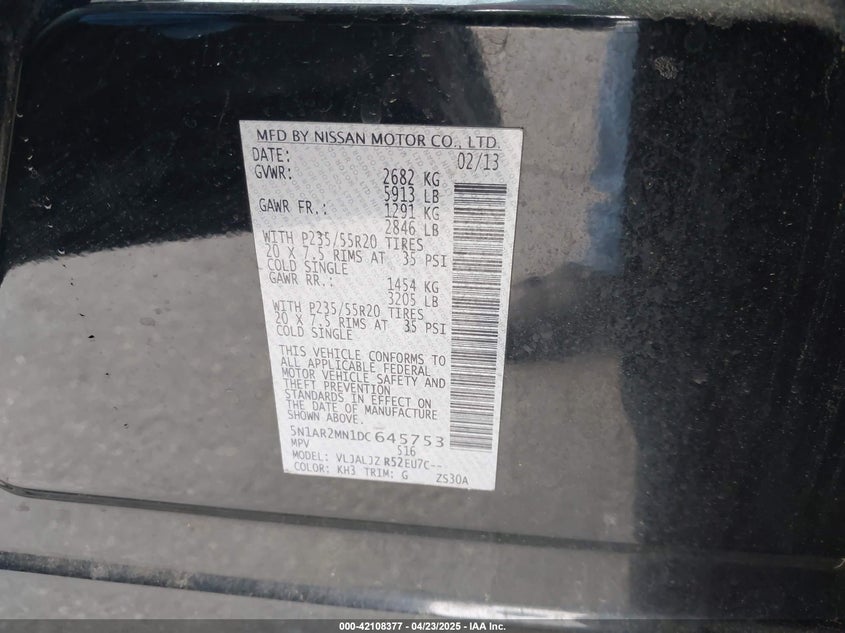 MFD BY NISSAN MOTOR CO., LTD.
DATE: 02/13
GVWR: 2682 KG
5913 LB
GAWR FR.: 1291 KG
2846 LB
WITH P235/55R20 TIRES
20 X 7.5 RIMS AT 35 PSI
COLD SINGLE
GAWR RR.: 1454 KG
3205 LB
WITH P235/55R20 TIRES
20 X 7.5 RIMS AT 35 PSI
COLD SINGLE
THIS VEHICLE CONFORMS TO
ALL APPLICABLE FEDERAL
MOTOR VEHICLE SAFETY AND
THEFT PREVENTION
STANDARDS IN EFFECT ON
THE DATE OF MANUFACTURE
SHOWN ABOVE.
5N1AR2MN1DC645753
MPV S16
MODEL: VLJALJZ R52EU7C--
COLOR: KH3 TRIM: G ZS30A
000-42108377 - 04/23/2025 - IAA Inc.